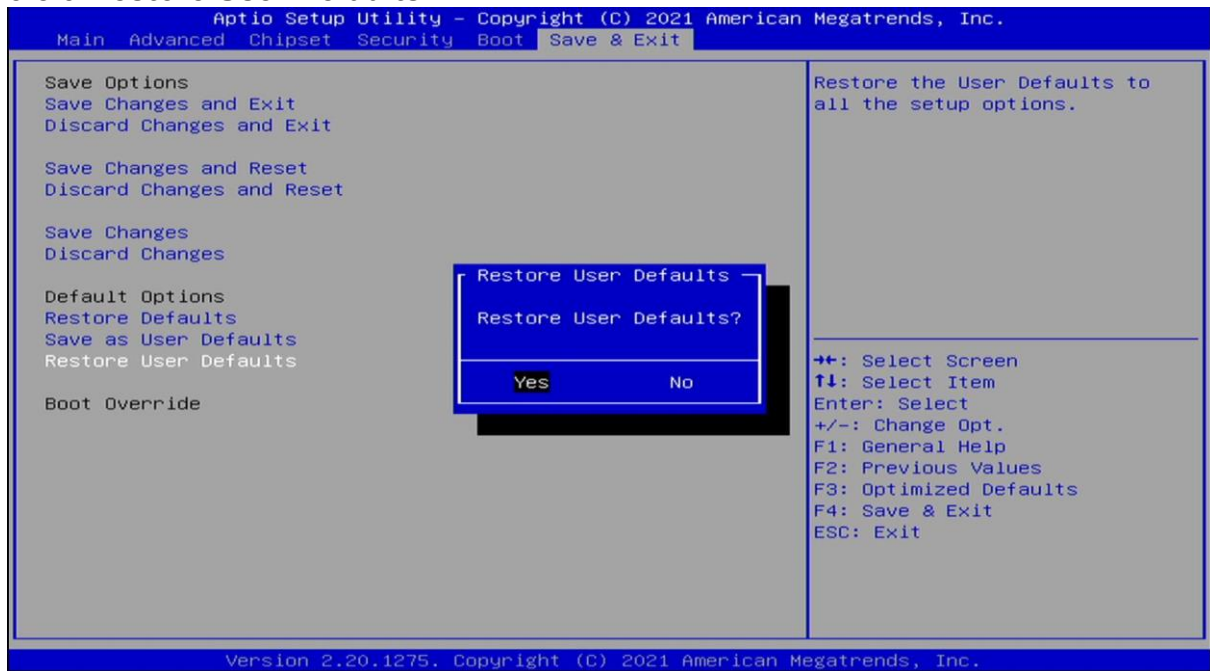 Aptio Setup Utility – Copyright (C) 2021 American Megatrends, Inc.
Main Advanced Chipset Security Boot Save & Exit
Save Options
Save Changes and Exit
Discard Changes and Exit
Save Changes and Reset
Discard Changes and Reset
Save Changes
Discard Changes
Default Options
Restore Defaults
Save as User Defaults
Restore User Defaults
Boot Override
Restore User Defaults
Restore User Defaults?
Yes No
Restore the User Defaults to
all the setup options.
→←: Select Screen
↑↓: Select Item
Enter: Select
+/-: Change Opt.
F1: General Help
F2: Previous Values
F3: Optimized Defaults
F4: Save & Exit
ESC: Exit
Version 2.20.1275. Copyright (C) 2021 American Megatrends, Inc.